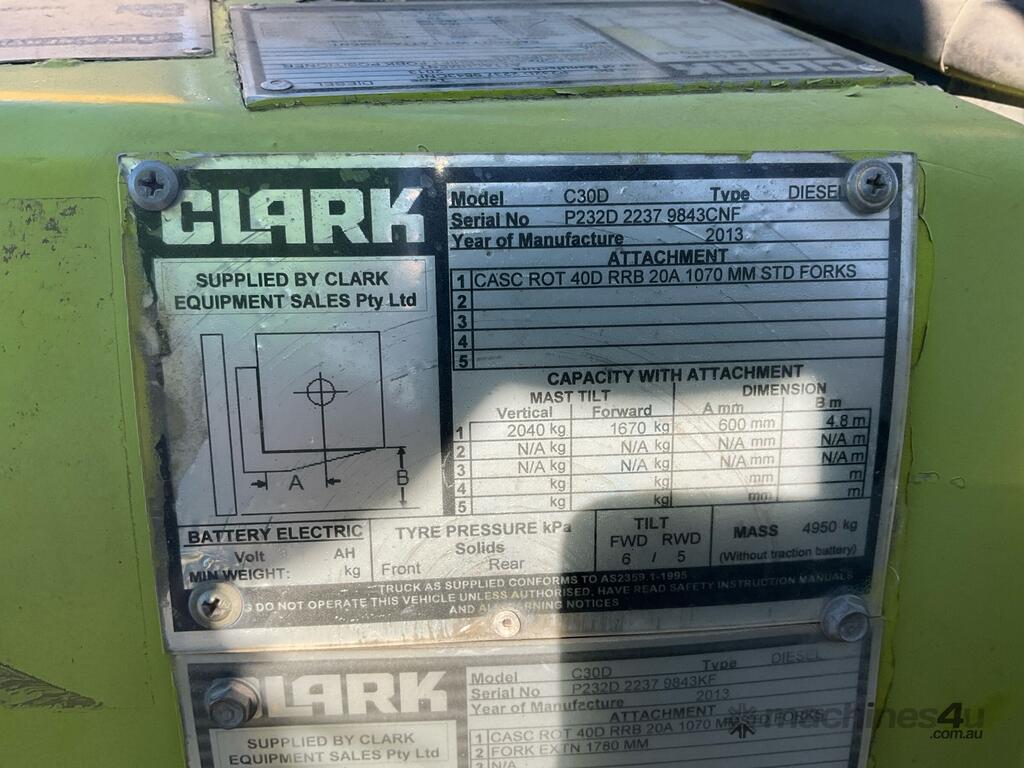 DIESEL
CLARK
CLARK
SUPPLIED BY CLARK
EQUIPMENT SALES Pty Ltd
A
B
Model C30D Type DIESEL
Serial No P232D 2237 9843CNF
Year of Manufacture 2013
ATTACHMENT
1 CASC ROT 40D RRB 20A 1070 MM STD FORKS
2
3
4
5
CAPACITY WITH ATTACHMENT
MAST TILT DIMENSION
Vertical Forward A mm B m
1 2040 kg 1670 kg 600 mm 4.8 m
2 N/A kg N/A kg N/A mm N/A m
3 N/A kg N/A kg N/A mm N/A m
4 kg kg mm m
5 kg kg mm m
BATTERY ELECTRIC
Volt AH
MIN WEIGHT: kg
TYRE PRESSURE kPa
Solids
Front Rear
TILT
FWD RWD
6 / 5
MASS 4950 kg
(Without traction battery)
TRUCK AS SUPPLIED CONFORMS TO AS2359.1-1995
DO NOT OPERATE THIS VEHICLE UNLESS AUTHORISED, HAVE READ SAFETY INSTRUCTION MANUALS
AND ALL WARNING NOTICES
CLARK
SUPPLIED BY CLARK
EQUIPMENT SALES Pty Ltd
Model C30D Type DIESEL
Serial No P232D 2237 9843KF
Year of Manufacture 2013
ATTACHMENT
1 CASC ROT 40D RRB 20A 1070 MM STD FORKS
2 FORK EXTN 1780 MM
3 N/A
machines4u
.com.au